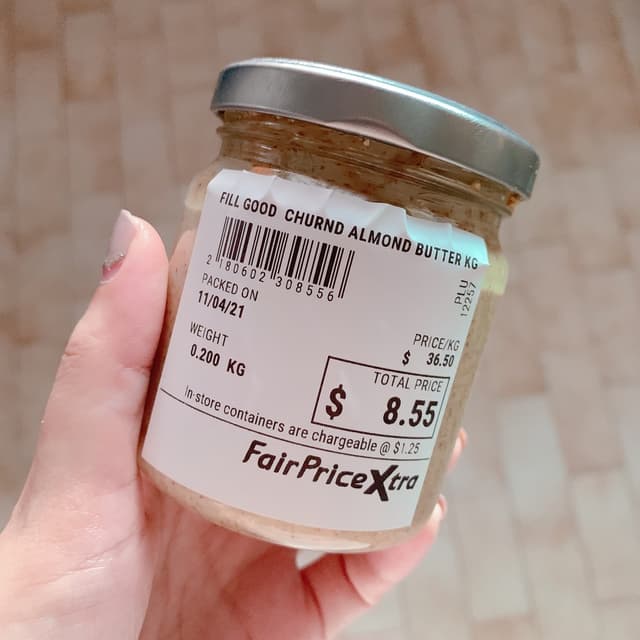 FILL GOOD CHURND ALMOND BUTTER KG
2 180602 308556
PLU
12257
PACKED ON
11/04/21
WEIGHT
0.200 KG
PRICE/KG
$ 36.50
TOTAL PRICE
$ 8.55
In-store containers are chargeable @ $1.25
FairPriceXtra